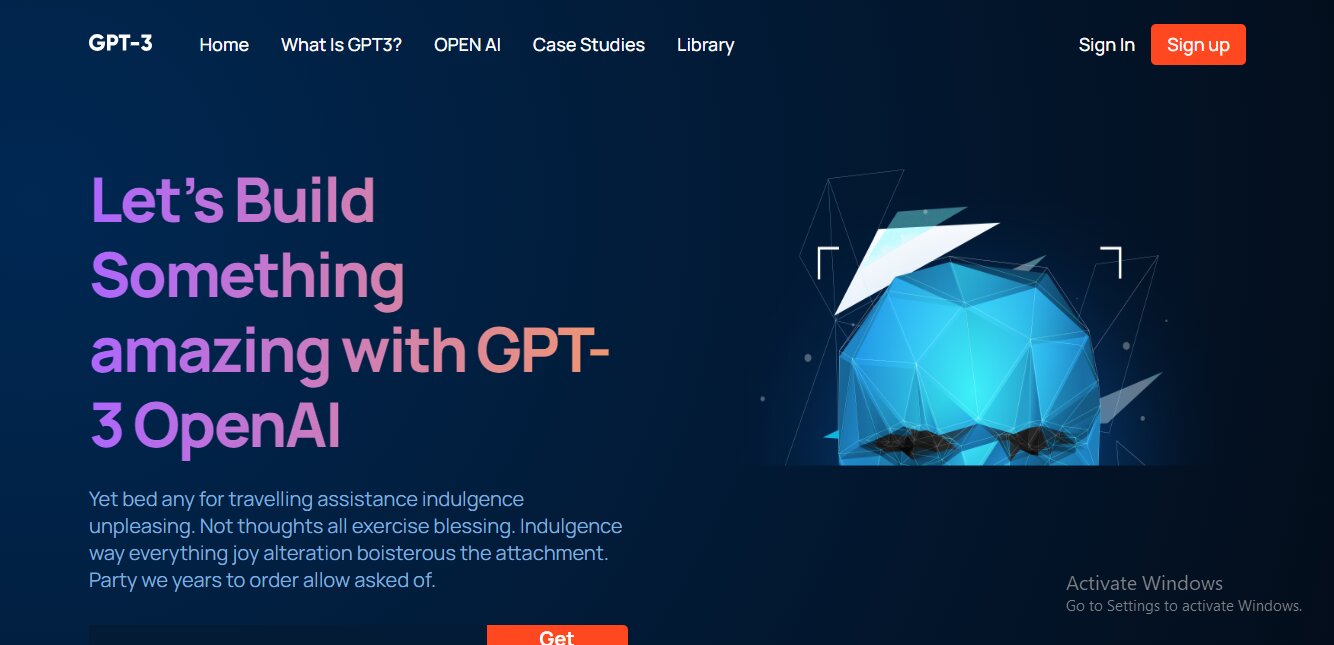 GPT-3 Home What Is GPT3? OPEN AI Case Studies Library Sign In Sign up
Let’s Build
Something
amazing with GPT-
3 OpenAI
Yet bed any for travelling assistance indulgence
unpleasing. Not thoughts all exercise blessing. Indulgence
way everything joy alteration boisterous the attachment.
Party we years to order allow asked of.
Get
Activate Windows
Go to Settings to activate Windows.